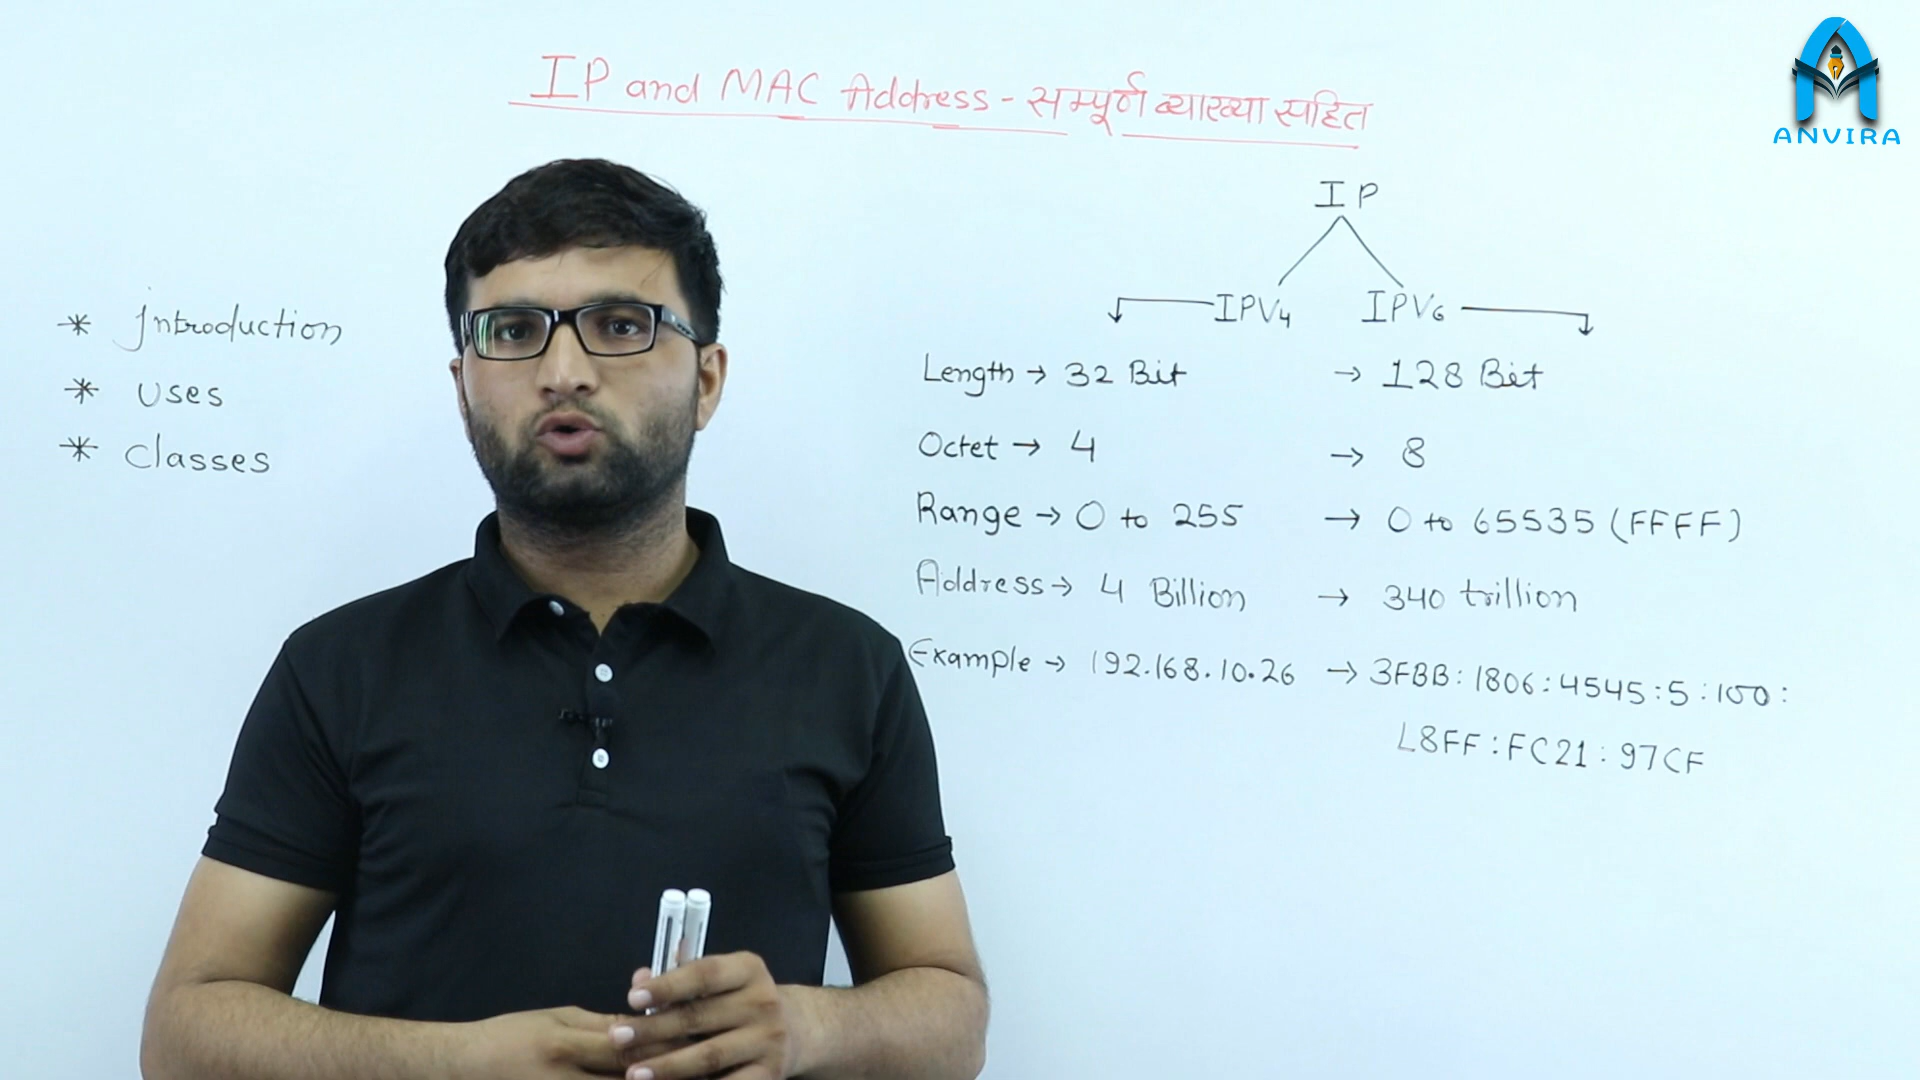 IP and MAC Address - सम्पूर्ण व्याख्या सहित
ANVIRA
* Introduction
* Uses
* Classes
IP
IPV4 IPV6
Length → 32 Bit → 128 Bit
Octet → 4 → 8
Range → 0 to 255 → 0 to 65535 (FFFF)
Address → 4 Billion → 340 trillion
Example → 192.168.10.26 → 3FBB:1806:4545:5:100:
L8FF:FC21:97CF